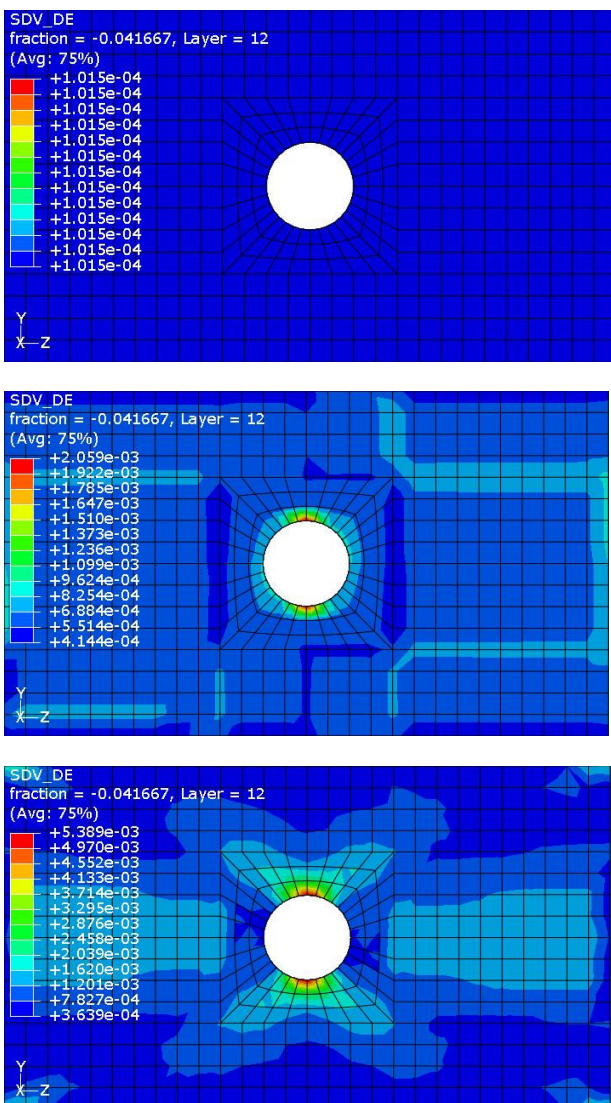 SDV_DE
fraction = -0.041667, Layer = 12
(Avg: 75%)
+1.015e-04
+1.015e-04
+1.015e-04
+1.015e-04
+1.015e-04
+1.015e-04
+1.015e-04
+1.015e-04
+1.015e-04
+1.015e-04
+1.015e-04
+1.015e-04
+1.015e-04
Y
X Z
SDV_DE
fraction = -0.041667, Layer = 12
(Avg: 75%)
+2.059e-03
+1.922e-03
+1.785e-03
+1.647e-03
+1.510e-03
+1.373e-03
+1.236e-03
+1.099e-03
+9.624e-04
+8.254e-04
+6.884e-04
+5.514e-04
+4.144e-04
Y
X Z
SDV_DE
fraction = -0.041667, Layer = 12
(Avg: 75%)
+5.389e-03
+4.970e-03
+4.552e-03
+4.133e-03
+3.714e-03
+3.295e-03
+2.876e-03
+2.458e-03
+2.039e-03
+1.620e-03
+1.201e-03
+7.827e-04
+3.639e-04
Y
X Z